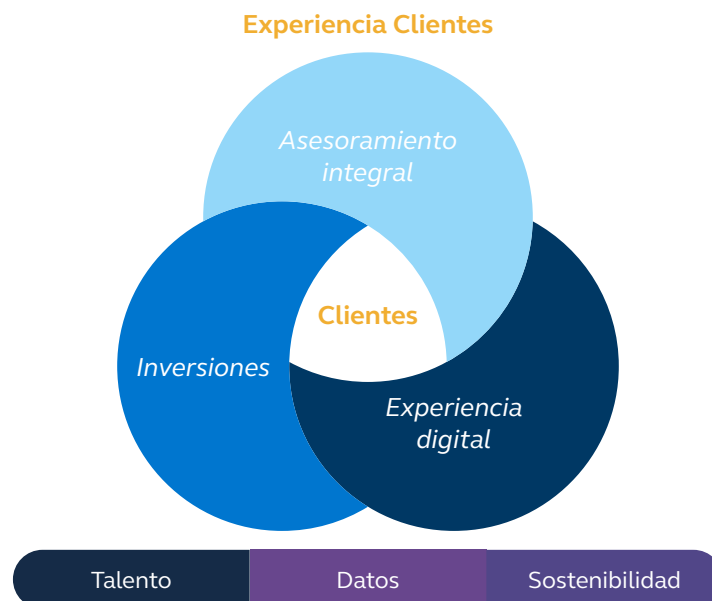 Experiencia Clientes
Asesoramiento
integral
Clientes
Inversiones
Experiencia
digital
Talento
Datos
Sostenibilidad